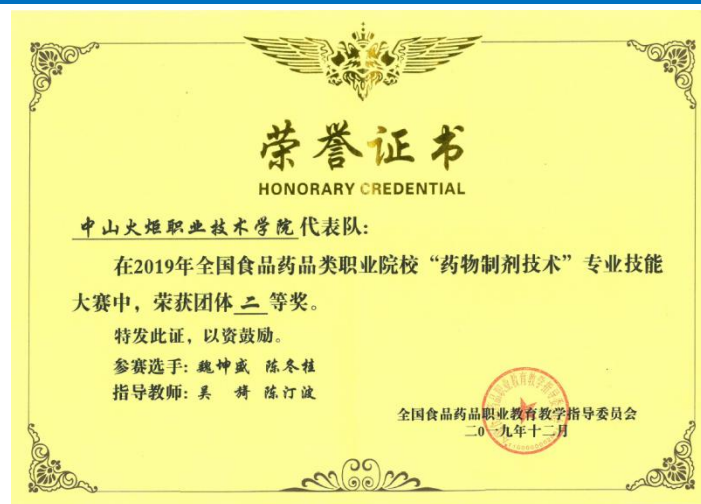 荣誉证书
HONORARY CREDENTIAL
中山火炬职业技术学院代表队：
在2019年全国食品药品类职业院校“药物制剂技术”专业技能
大赛中，荣获团体二等奖。
特发此证，以资鼓励。
参赛选手：魏坤盛 陈冬桂
指导教师：吴 旖 陈汀波
全国食品药品职业教育教学指导委员会
二0一九年十二月